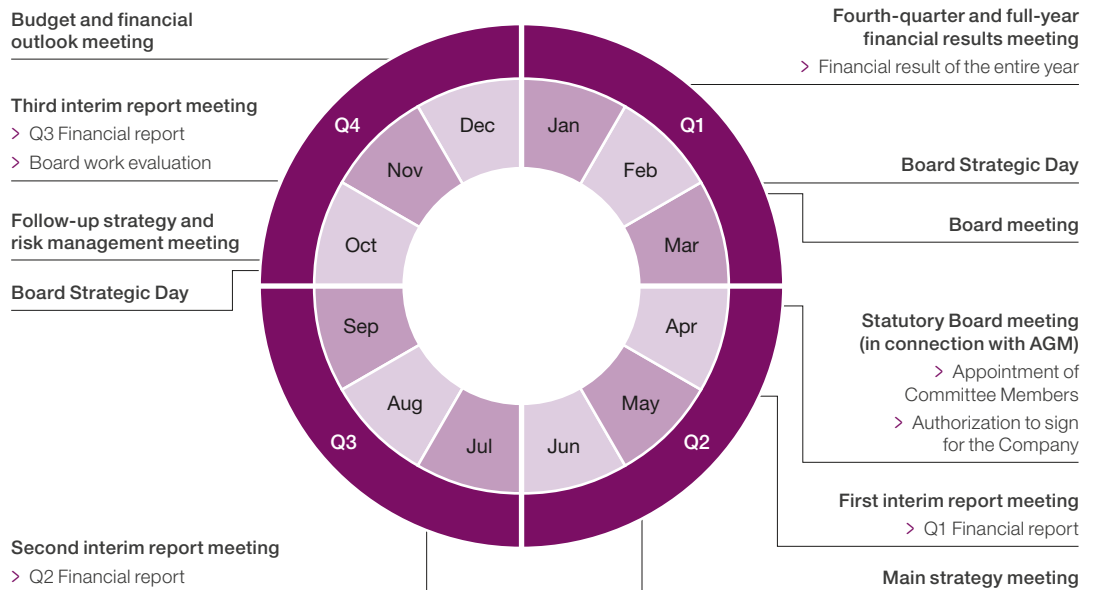 Budget and financial
outlook meeting
Third interim report meeting
> Q3 Financial report
> Board work evaluation
Follow-up strategy and
risk management meeting
Board Strategic Day
Second interim report meeting
> Q2 Financial report
Q4
Q1
Q3
Q2
Dec
Jan
Nov
Feb
Oct
Mar
Sep
Apr
Aug
May
Jul
Jun
Fourth-quarter and full-year
financial results meeting
> Financial result of the entire year
Board Strategic Day
Board meeting
Statutory Board meeting
(in connection with AGM)
> Appointment of
Committee Members
> Authorization to sign
for the Company
First interim report meeting
> Q1 Financial report
Main strategy meeting